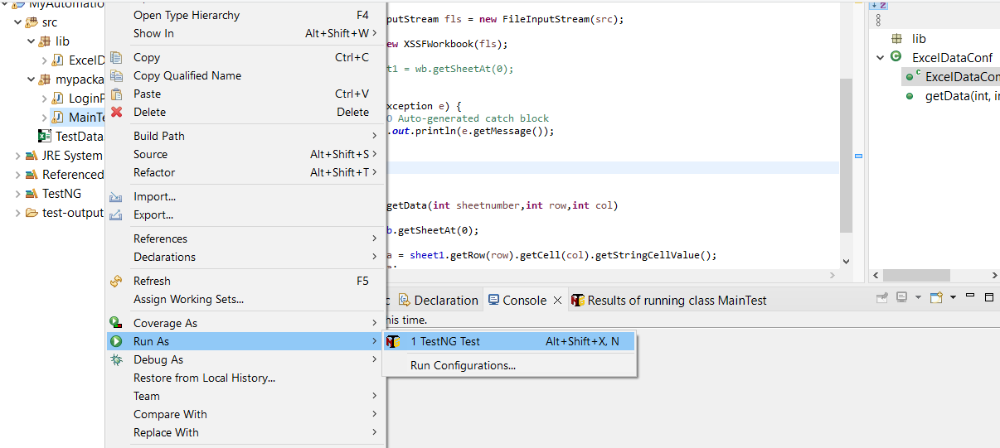 MyAutomatio
src
lib
ExcelD
mypacka
LoginP
MainTe
TestData
JRE System
Referenced
TestNG
test-output
Open Type Hierarchy F4
Show In Alt+Shift+W >
Copy Ctrl+C
Copy Qualified Name
Paste Ctrl+V
Delete Delete
Build Path >
Source Alt+Shift+S >
Refactor Alt+Shift+T >
Import...
Export...
References >
Declarations >
Refresh F5
Assign Working Sets...
Coverage As >
Run As >
Debug As >
Restore from Local History...
Team >
Compare With >
Replace With >
1 TestNG Test Alt+Shift+X, N
Run Configurations...
putStream fls = new FileInputStream(src);
ew XSSFWorkbook(fls);
t1 = wb.getSheetAt(0);
xception e) {
O Auto-generated catch block
.out.println(e.getMessage());
getData(int sheetnumber,int row,int col)
b.getSheetAt(0);
a = sheet1.getRow(row).getCell(col).getStringCellValue();
c Declaration Console Results of running class MainTest
his time.
lib
ExcelDataConf
ExcelDataCon
getData(int, in